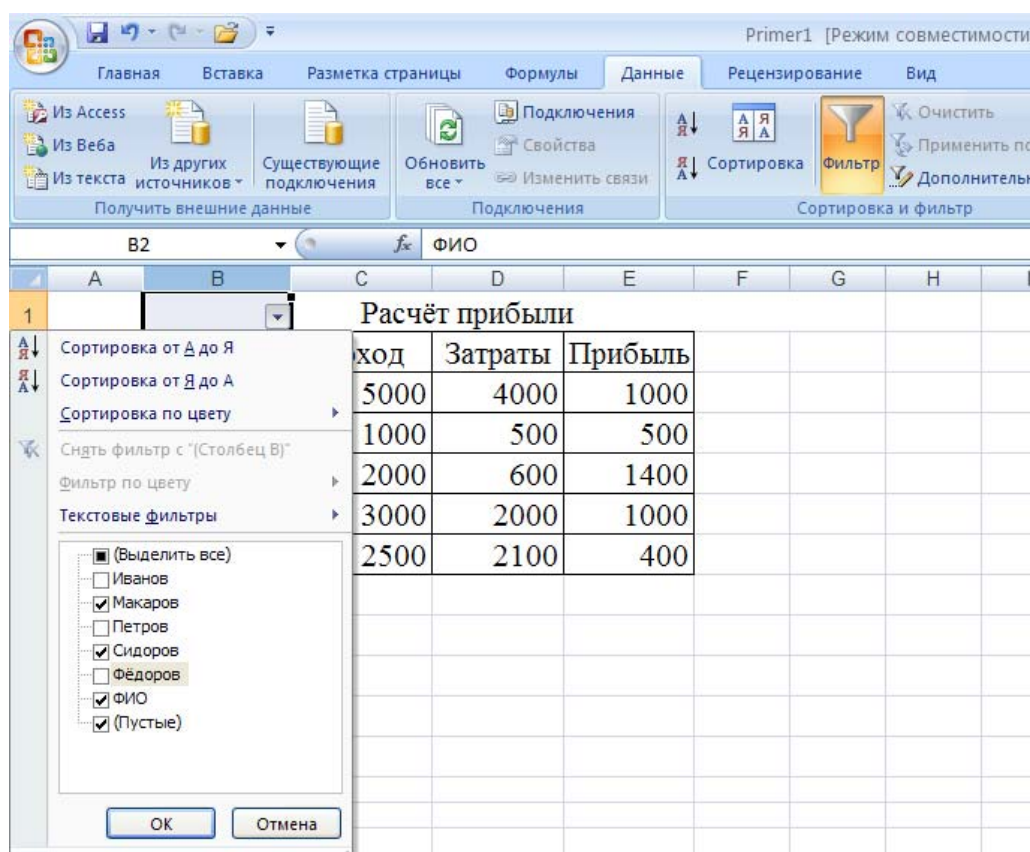 Primer1 [Режим совместимости
Главная Вставка Разметка страницы Формулы Данные Рецензирование Вид
Из Access
Из Веба
Из текста
Из других источников
Существующие подключения
Обновить все
Подключения
Свойства
Изменить связи
Сортировка
Фильтр
Очистить
Применить по
Дополнительн
Получить внешние данные Подключения Сортировка и фильтр
B2 fx ФИО
A B C D E F G H
1 Расчёт прибыли
оход Затраты Прибыль
5000 4000 1000
1000 500 500
2000 600 1400
3000 2000 1000
2500 2100 400
Сортировка от А до Я
Сортировка от Я до А
Сортировка по цвету
Снять фильтр с "(Столбец B)"
Фильтр по цвету
Текстовые фильтры
(Выделить все)
Иванов
Макаров
Петров
Сидоров
Фёдоров
ФИО
(Пустые)
ОК Отмена